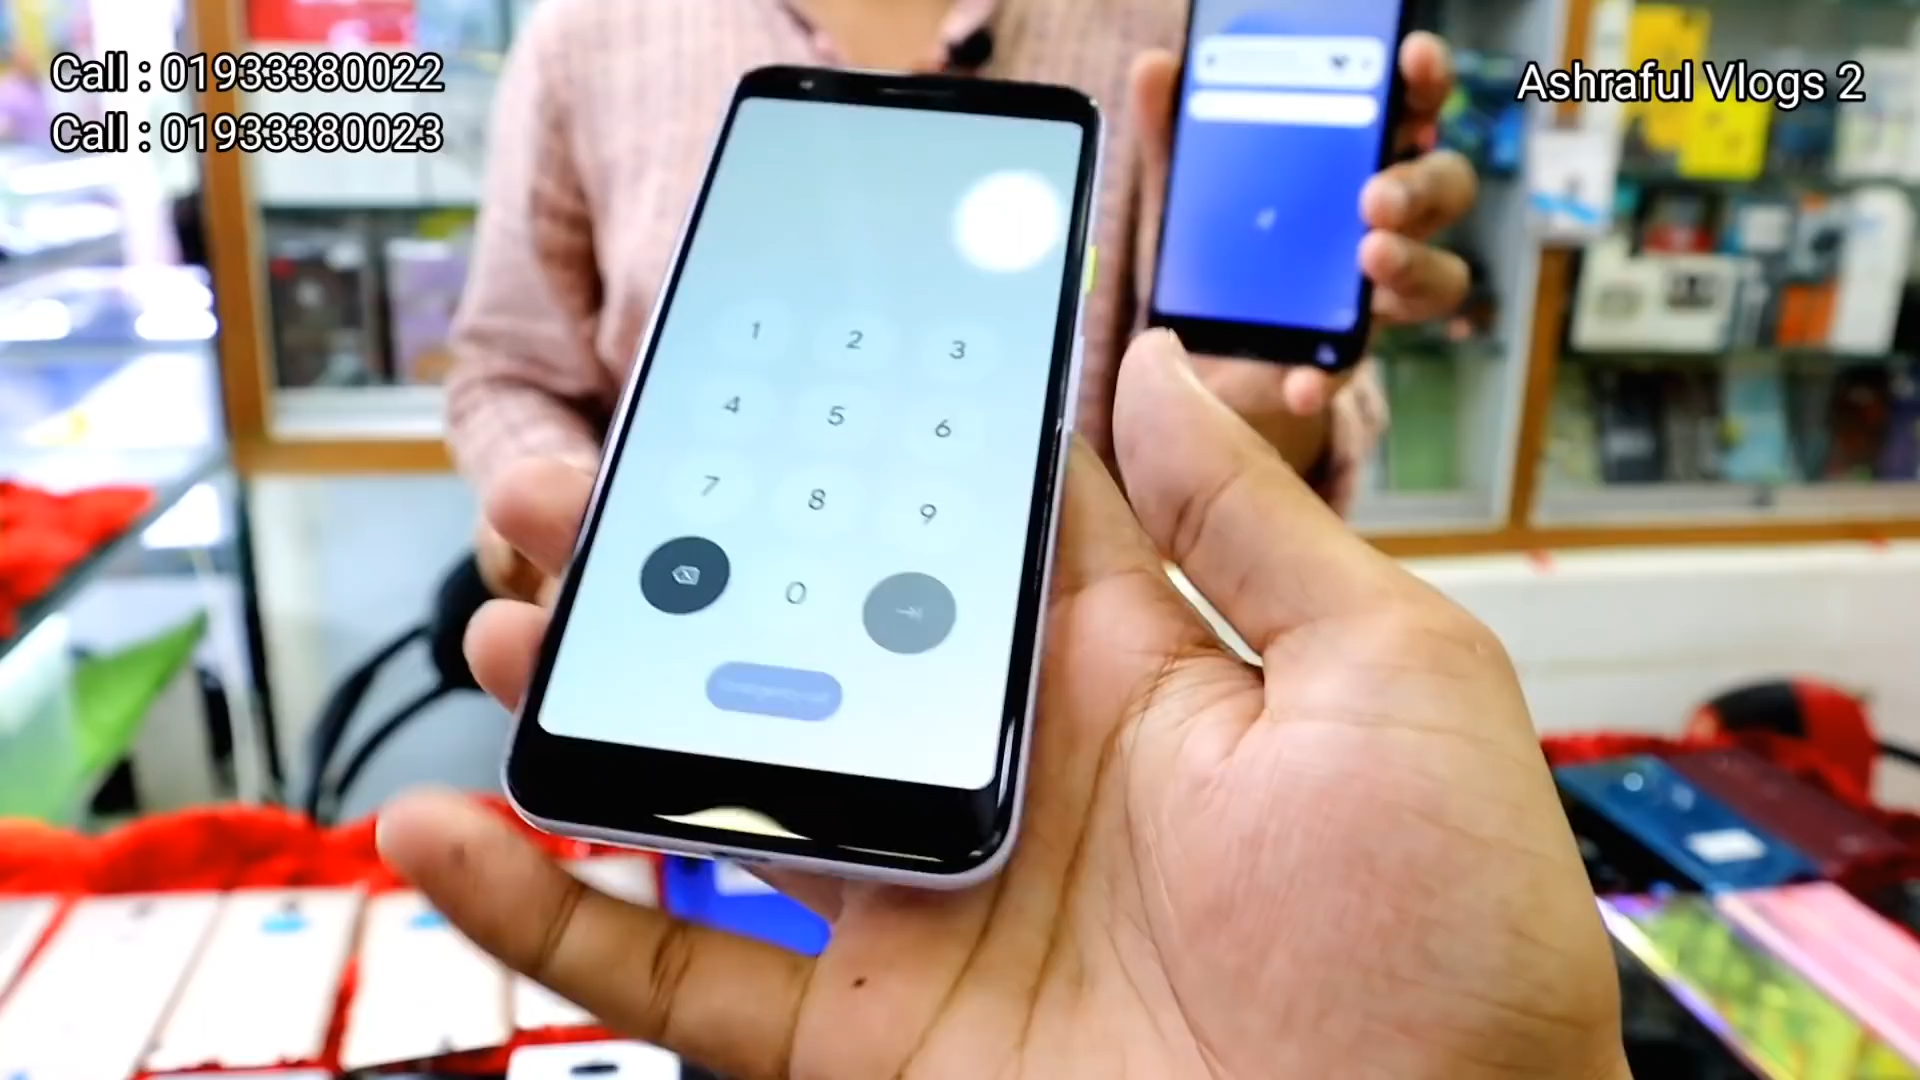 Call : 01933380022
Call : 01933380023
Ashraful Vlogs 2
1 2 3
4 5 6
7 8 9
0